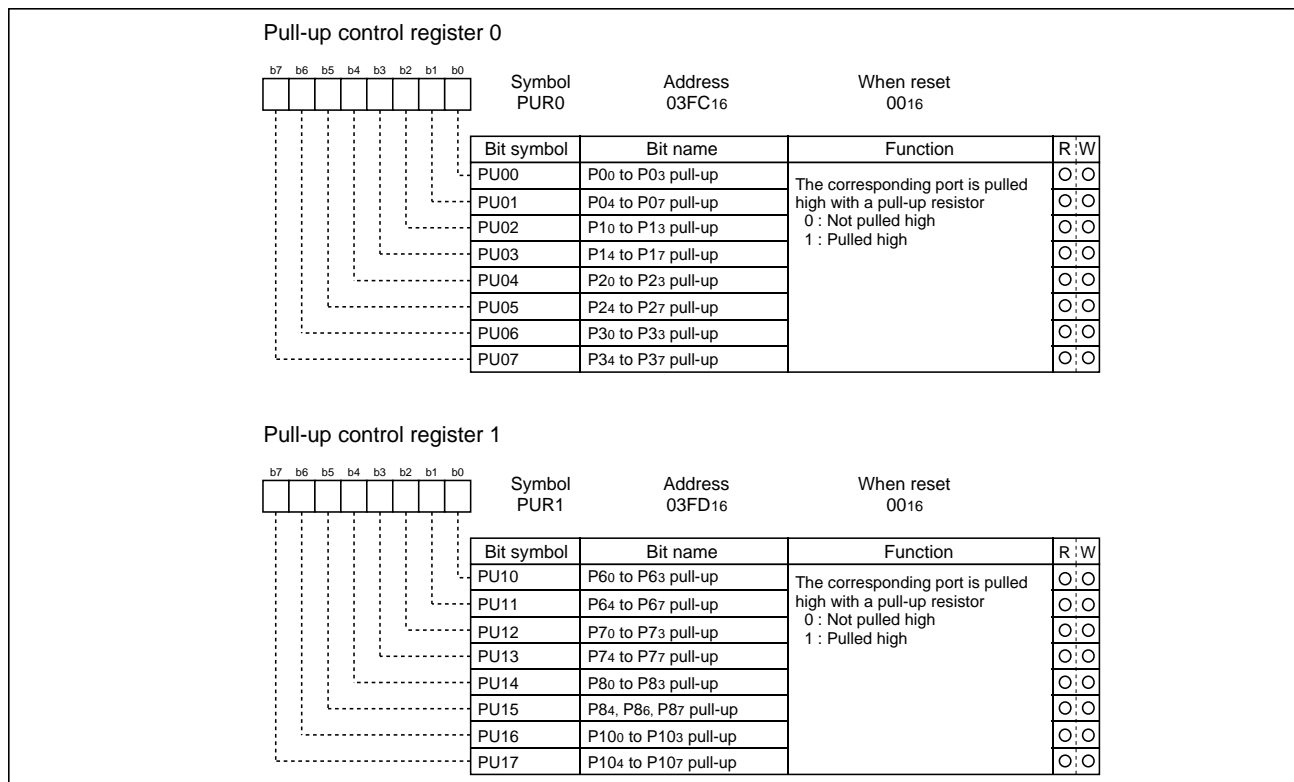 Pull-up control register 0
b7 b6 b5 b4 b3 b2 b1 b0
Symbol Address When reset
PUR0 03FC16 0016
Bit symbol Bit name Function R W
PU00 P00 to P03 pull-up The corresponding port is pulled O O
PU01 P04 to P07 pull-up high with a pull-up resistor O O
PU02 P10 to P13 pull-up 0 : Not pulled high O O
PU03 P14 to P17 pull-up 1 : Pulled high O O
PU04 P20 to P23 pull-up O O
PU05 P24 to P27 pull-up O O
PU06 P30 to P33 pull-up O O
PU07 P34 to P37 pull-up O O
Pull-up control register 1
b7 b6 b5 b4 b3 b2 b1 b0
Symbol Address When reset
PUR1 03FD16 0016
Bit symbol Bit name Function R W
PU10 P60 to P63 pull-up The corresponding port is pulled O O
PU11 P64 to P67 pull-up high with a pull-up resistor O O
PU12 P70 to P73 pull-up 0 : Not pulled high O O
PU13 P74 to P77 pull-up 1 : Pulled high O O
PU14 P80 to P83 pull-up O O
PU15 P84, P86, P87 pull-up O O
PU16 P100 to P103 pull-up O O
PU17 P104 to P107 pull-up O O